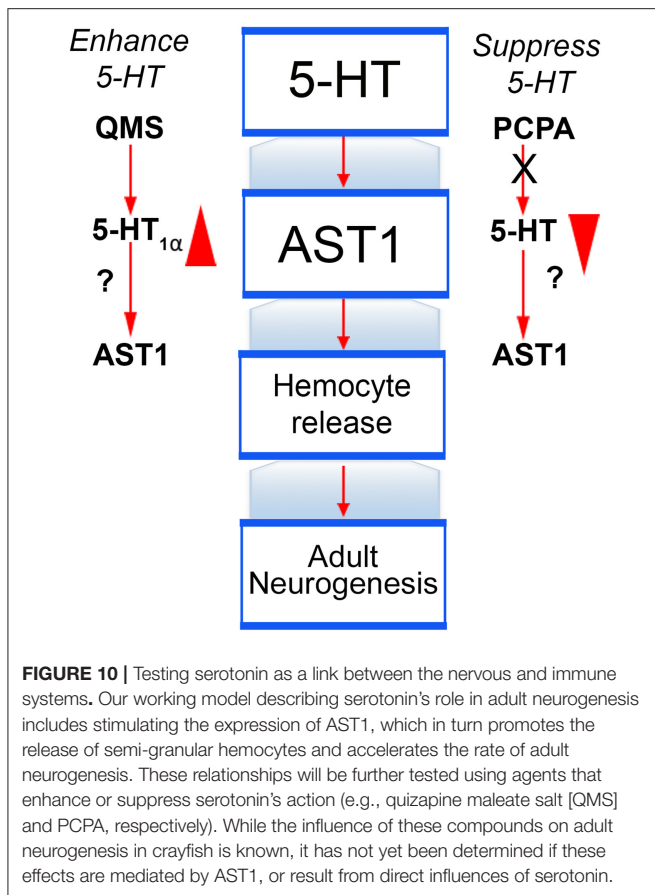 Enhance
5-HT
QMS
5-HT1α
?
AST1
5-HT
AST1
Hemocyte
release
Adult
Neurogenesis
Suppress
5-HT
PCPA
X
5-HT
?
AST1
FIGURE 10 | Testing serotonin as a link between the nervous and immune
systems. Our working model describing serotonin's role in adult neurogenesis
includes stimulating the expression of AST1, which in turn promotes the
release of semi-granular hemocytes and accelerates the rate of adult
neurogenesis. These relationships will be further tested using agents that
enhance or suppress serotonin's action (e.g., quizapine maleate salt [QMS]
and PCPA, respectively). While the influence of these compounds on adult
neurogenesis in crayfish is known, it has not yet been determined if these
effects are mediated by AST1, or result from direct influences of serotonin.